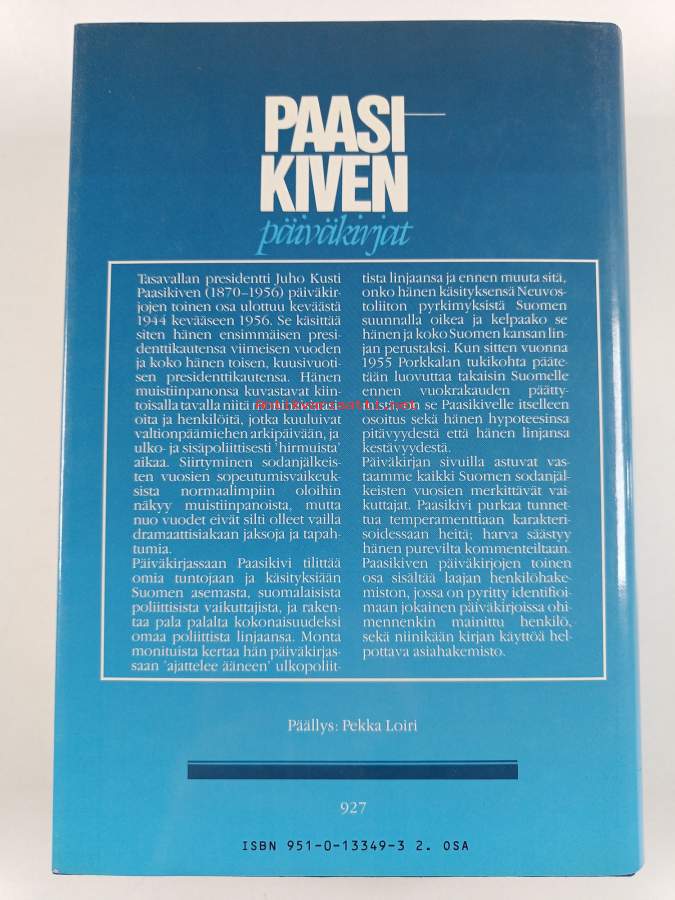 PAASI-
KIVEN
päiväkirjat
Tasavallan presidentti Juho Kusti
Paasikiven (1870–1956) päiväkir-
jojen toinen osa ulottuu keväästä
1944 kevääseen 1956. Se käsittää
siten hänen ensimmäisen presi-
denttikautensa viimeisen vuoden
ja koko hänen toisen, kuusivuoti-
sen presidenttikautensa. Hänen
muistiinpanonsa kuvastavat kiin-
toisalla tavalla niitä
oita ja henkilöitä, jotka kuuluivat
valtionpäämiehen arkipäivään, ja
ulko- ja sisäpoliittisesti 'hirmuista'
aikaa. Siirtyminen sodanjälkeis-
ten vuosien sopeutumisvaikeuk-
sista normaalimpiin oloihin
näkyy muistiinpanoista, mutta
nuo vuodet eivät silti olleet vailla
dramaattisiakaan jaksoja ja tapah-
tumia.
Päiväkirjassaan Paasikivi tilittää
omia tuntojaan ja käsityksiään
Suomen asemasta, suomalaisista
poliittisista vaikuttajista, ja raken-
taa pala palalta kokonaisuudeksi
omaa poliittista linjaansa. Monta
monituista kertaa hän päiväkirjas-
saan 'ajattelee ääneen' ulkopoliit-
tista linjaansa ja ennen muuta sitä,
onko hänen käsityksensä Neuvos-
toliiton pyrkimyksistä Suomen
suunnalla oikea ja kelpaako se
hänen ja koko Suomen kansan lin-
jan perustaksi. Kun sitten vuonna
1955 Porkkalan tukikohta pääte-
tään luovuttaa takaisin Suomelle
ennen vuokrakauden päätty-
mistä, on se Paasikivelle itselleen
osoitus sekä hänen hypoteesinsa
pitävyydestä että hänen linjansa
kestävyydestä.
Päiväkirjan sivuilla astuvat vas-
taamme kaikki Suomen sodanjäl-
keisten vuosien merkittävät vai-
kuttajat. Paasikivi purkaa tunnet-
tua temperamenttiaan karakteri-
soidessaan heitä; harva säästyy
hänen purevilta kommenteiltaan.
Paasikiven päiväkirjojen toinen
osa sisältää laajan henkilöhake-
miston, jossa on pyritty identifioi-
maan jokainen päiväkirjoissa ohi-
mennenkin mainittu henkilö,
sekä niinikään kirjan käyttöä hel-
pottava asiahakemisto.
Päällys: Pekka Loiri
927
ISBN 951-0-13349-3 2. OSA